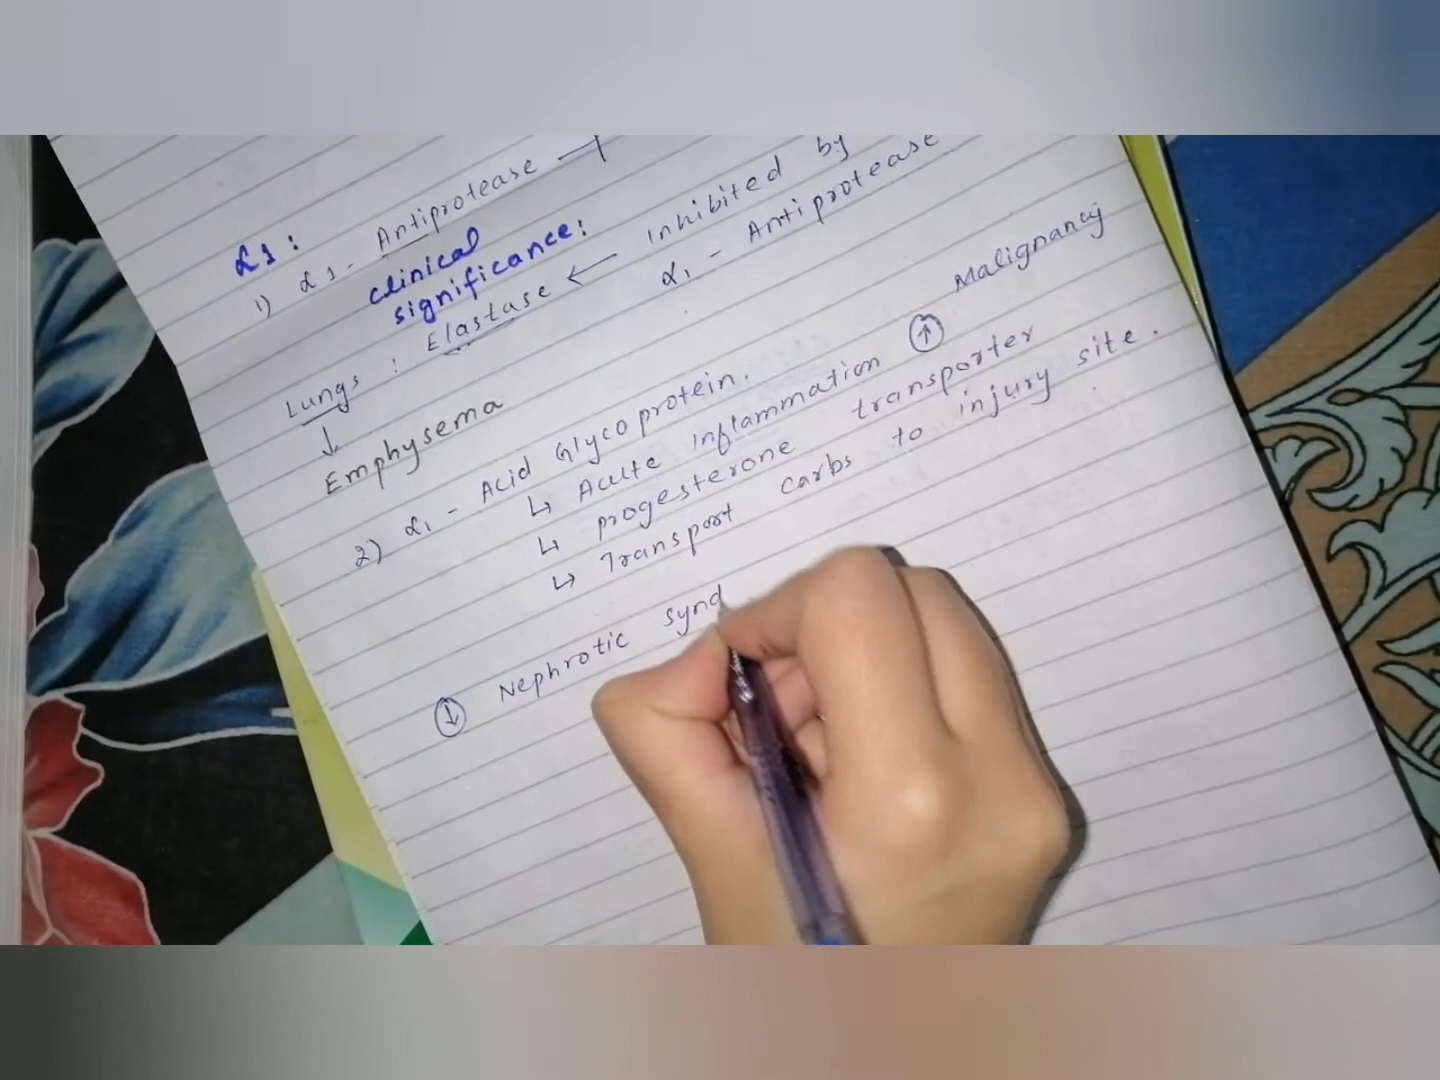 α1:
1) α1 - Antiprotease
clinical
significance:
Lungs : Elastase ← Inhibited by
α1 - Antiprotease
↓
Emphysema
2) α1 - Acid Glycoprotein.
↳ Acute inflammation ↑ Malignancy
↳ progesterone transporter
↳ Transport carbs to injury site.
↓ Nephrotic synd